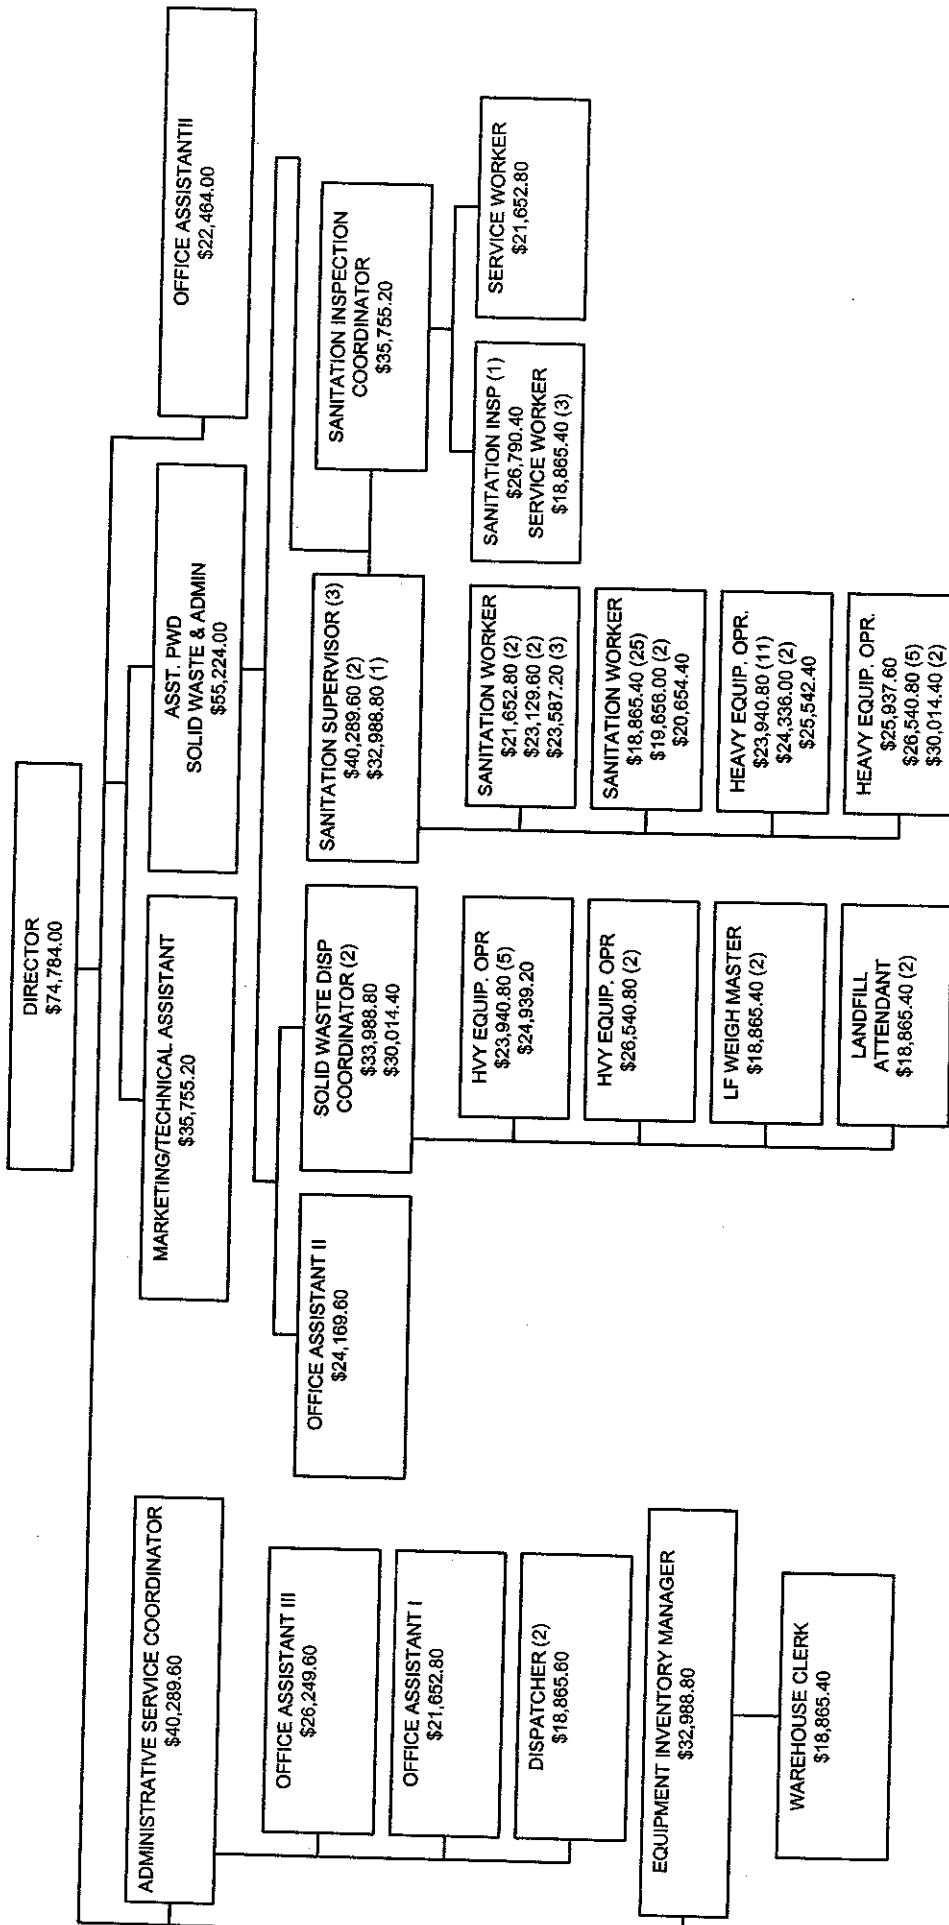 DIRECTOR
$74,784.00
ADMINISTRATIVE SERVICE COORDINATOR
$40,289.60
MARKETING/TECHNICAL ASSISTANT
$35,755.20
ASST. PWD
SOLID WASTE & ADMIN
$55,224.00
OFFICE ASSISTANTII
$22,464.00
OFFICE ASSISTANT III
$26,249.60
OFFICE ASSISTANT I
$21,652.80
DISPATCHER (2)
$18,865.60
EQUIPMENT INVENTORY MANAGER
$32,988.80
WAREHOUSE CLERK
$18,865.40
OFFICE ASSISTANT II
$24,169.60
SOLID WASTE DISP
COORDINATOR (2)
$33,988.80
$30,014.40
HVY EQUIP. OPR
$23,940.80 (5)
$24,939.20
HVY EQUIP. OPR
$26,540.80 (2)
LF WEIGH MASTER
$18,865.40 (2)
LANDFILL
ATTENDANT
$18,865.40 (2)
SANITATION SUPERVISOR (3)
$40,289.60 (2)
$32,988.80 (1)
SANITATION WORKER
$21,652.80 (2)
$23,129.60 (2)
$23,587.20 (3)
SANITATION WORKER
$18,865.40 (25)
$19,656.00 (2)
$20,654.40
HEAVY EQUIP. OPR.
$23,940.80 (11)
$24,336.00 (2)
$25,542.40
HEAVY EQUIP. OPR.
$25,937.60
$26,540.80 (5)
$30,014.40 (2)
SANITATION INSPECTION
COORDINATOR
$35,755.20
SANITATION INSP (1)
$26,790.40
SERVICE WORKER
$18,865.40 (3)
SERVICE WORKER
$21,652.80